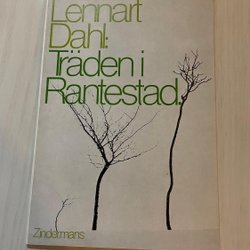 Lennart
Dahl:
Träden i
Rantestad.
Zindermans